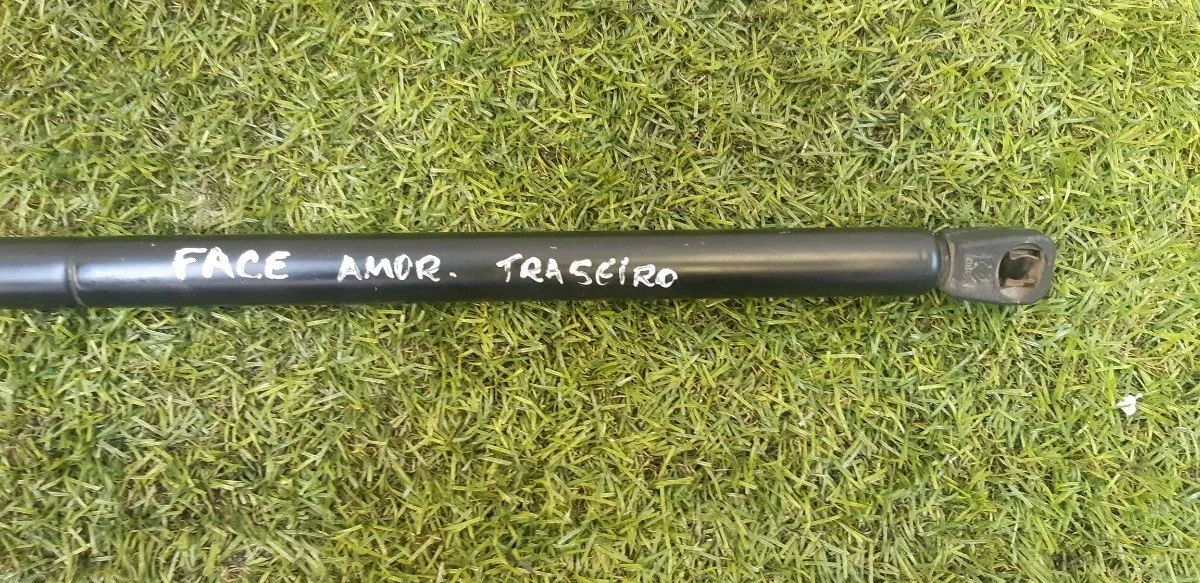 FACE AMOR. TRASEiRO